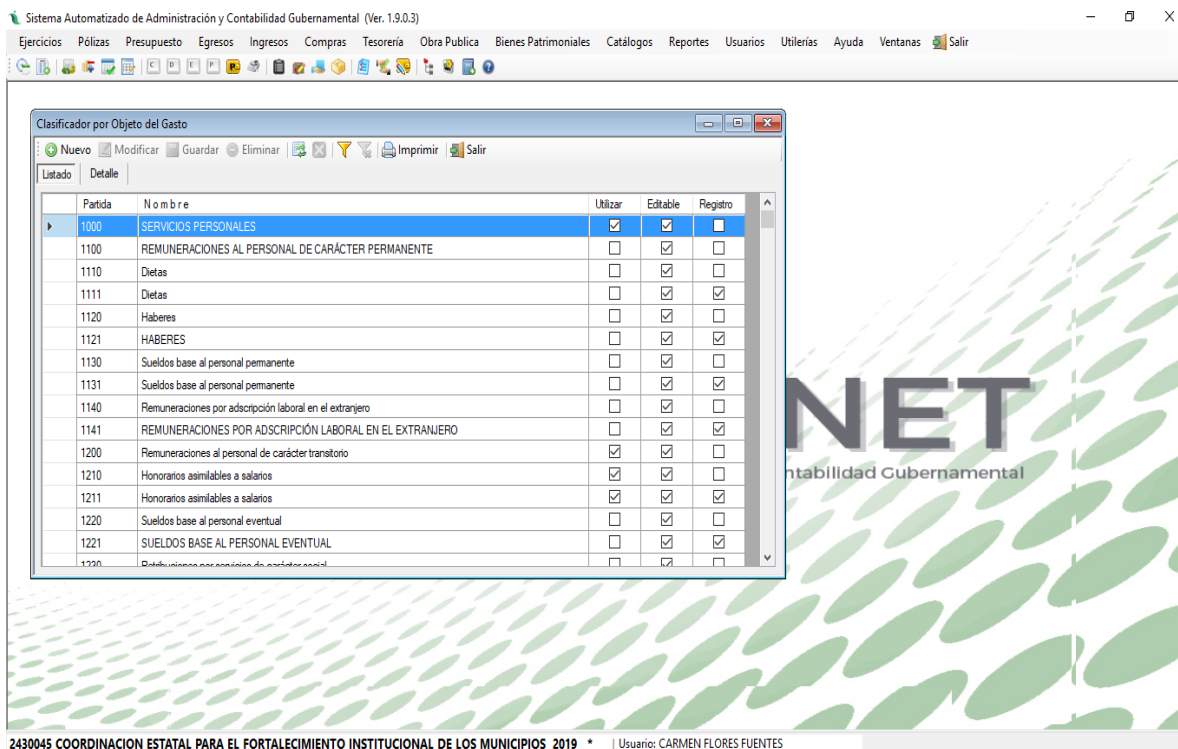 Sistema Automatizado de Administración y Contabilidad Gubernamental (Ver. 1.9.0.3)
Ejercicios Pólizas Presupuesto Egresos Ingresos Compras Tesorería Obra Publica Bienes Patrimoniales Catálogos Reportes Usuarios Utilerías Ayuda Ventanas Salir
C D E P P.
Clasificador por Objeto del Gasto
Nuevo Modificar Guardar Eliminar Imprimir Salir
Listado Detalle
Partida Nombre Utilizar Editable Registro
1000 SERVICIOS PERSONALES
1100 REMUNERACIONES AL PERSONAL DE CARÁCTER PERMANENTE
1110 Dietas
1111 Dietas
1120 Haberes
1121 HABERES
1130 Sueldos base al personal permanente
1131 Sueldos base al personal permanente
1140 Remuneraciones por adscripción laboral en el extranjero
1141 REMUNERACIONES POR ADSCRIPCIÓN LABORAL EN EL EXTRANJERO
1200 Remuneraciones al personal de carácter transitorio
1210 Honorarios asimilables a salarios
1211 Honorarios asimilables a salarios
1220 Sueldos base al personal eventual
1221 SUELDOS BASE AL PERSONAL EVENTUAL
1230 Retribuciones por servicios de carácter social
NET
ntabilidad Gubernamental
2430045 COORDINACION ESTATAL PARA EL FORTALECIMIENTO INSTITUCIONAL DE LOS MUNICIPIOS 2019 * | Usuario: CARMEN FLORES FUENTES